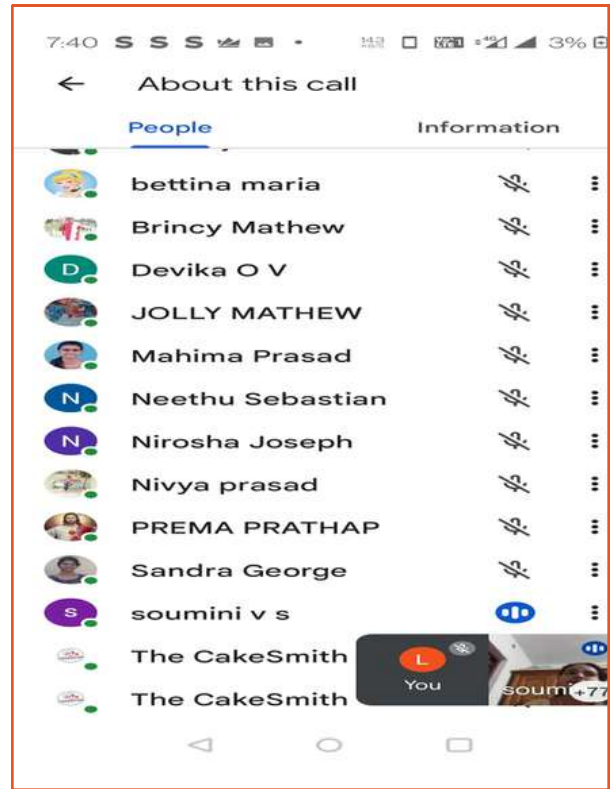 7:40 S S S 3%
About this call
People Information
bettina maria
Brincy Mathew
D Devika O V
JOLLY MATHEW
Mahima Prasad
N Neethu Sebastian
N Nirosha Joseph
Nivya prasad
PREMA PRATHAP
Sandra George
s soumini v s
The CakeSmith
L
You soumi +77
The CakeSmith